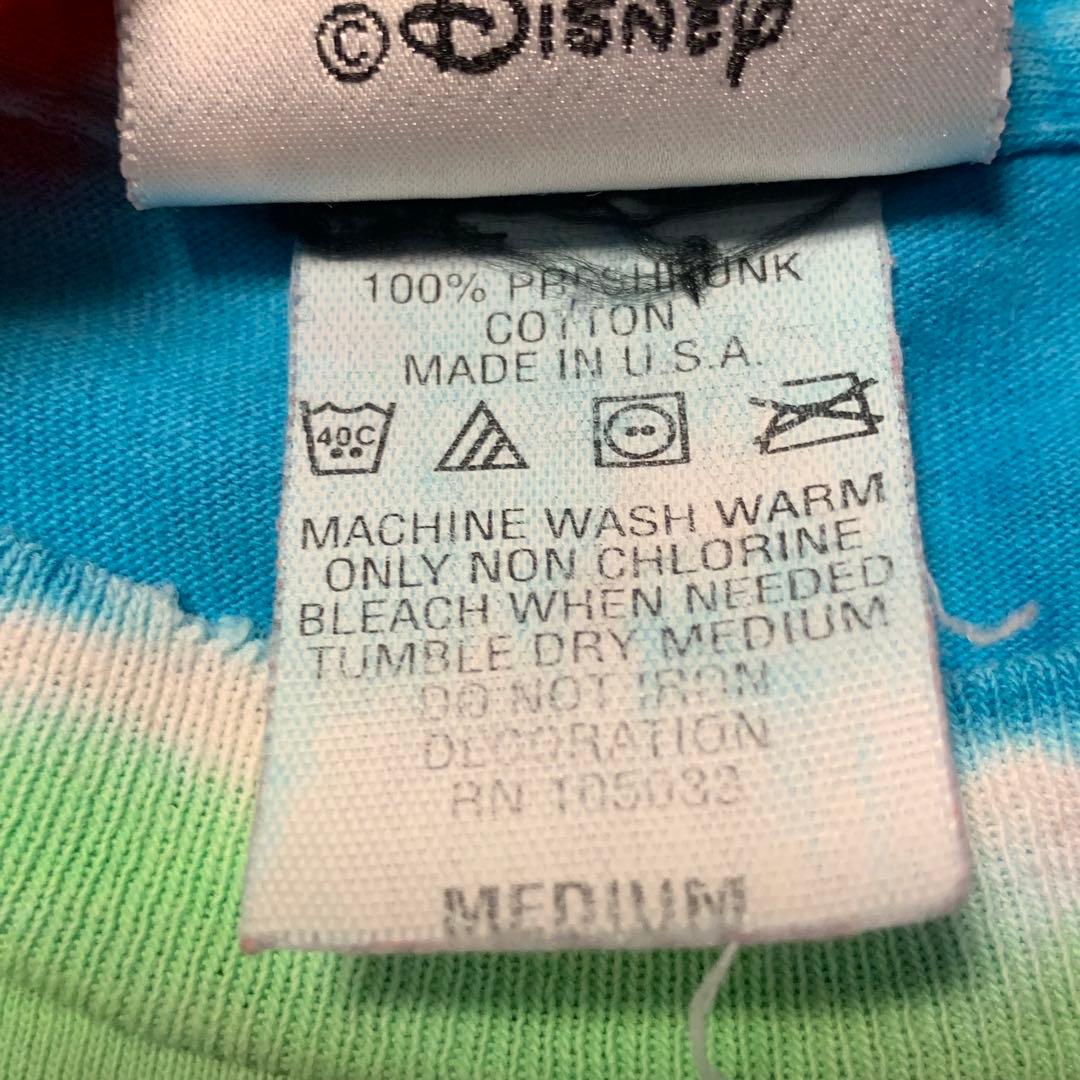 © Disney
100% PRESHRUNK
COTTON
MADE IN U.S.A.
40C
MACHINE WASH WARM
ONLY NON CHLORINE
BLEACH WHEN NEEDED
TUMBLE DRY MEDIUM
DO NOT IRON
DECORATION
RN 105033
MEDIUM